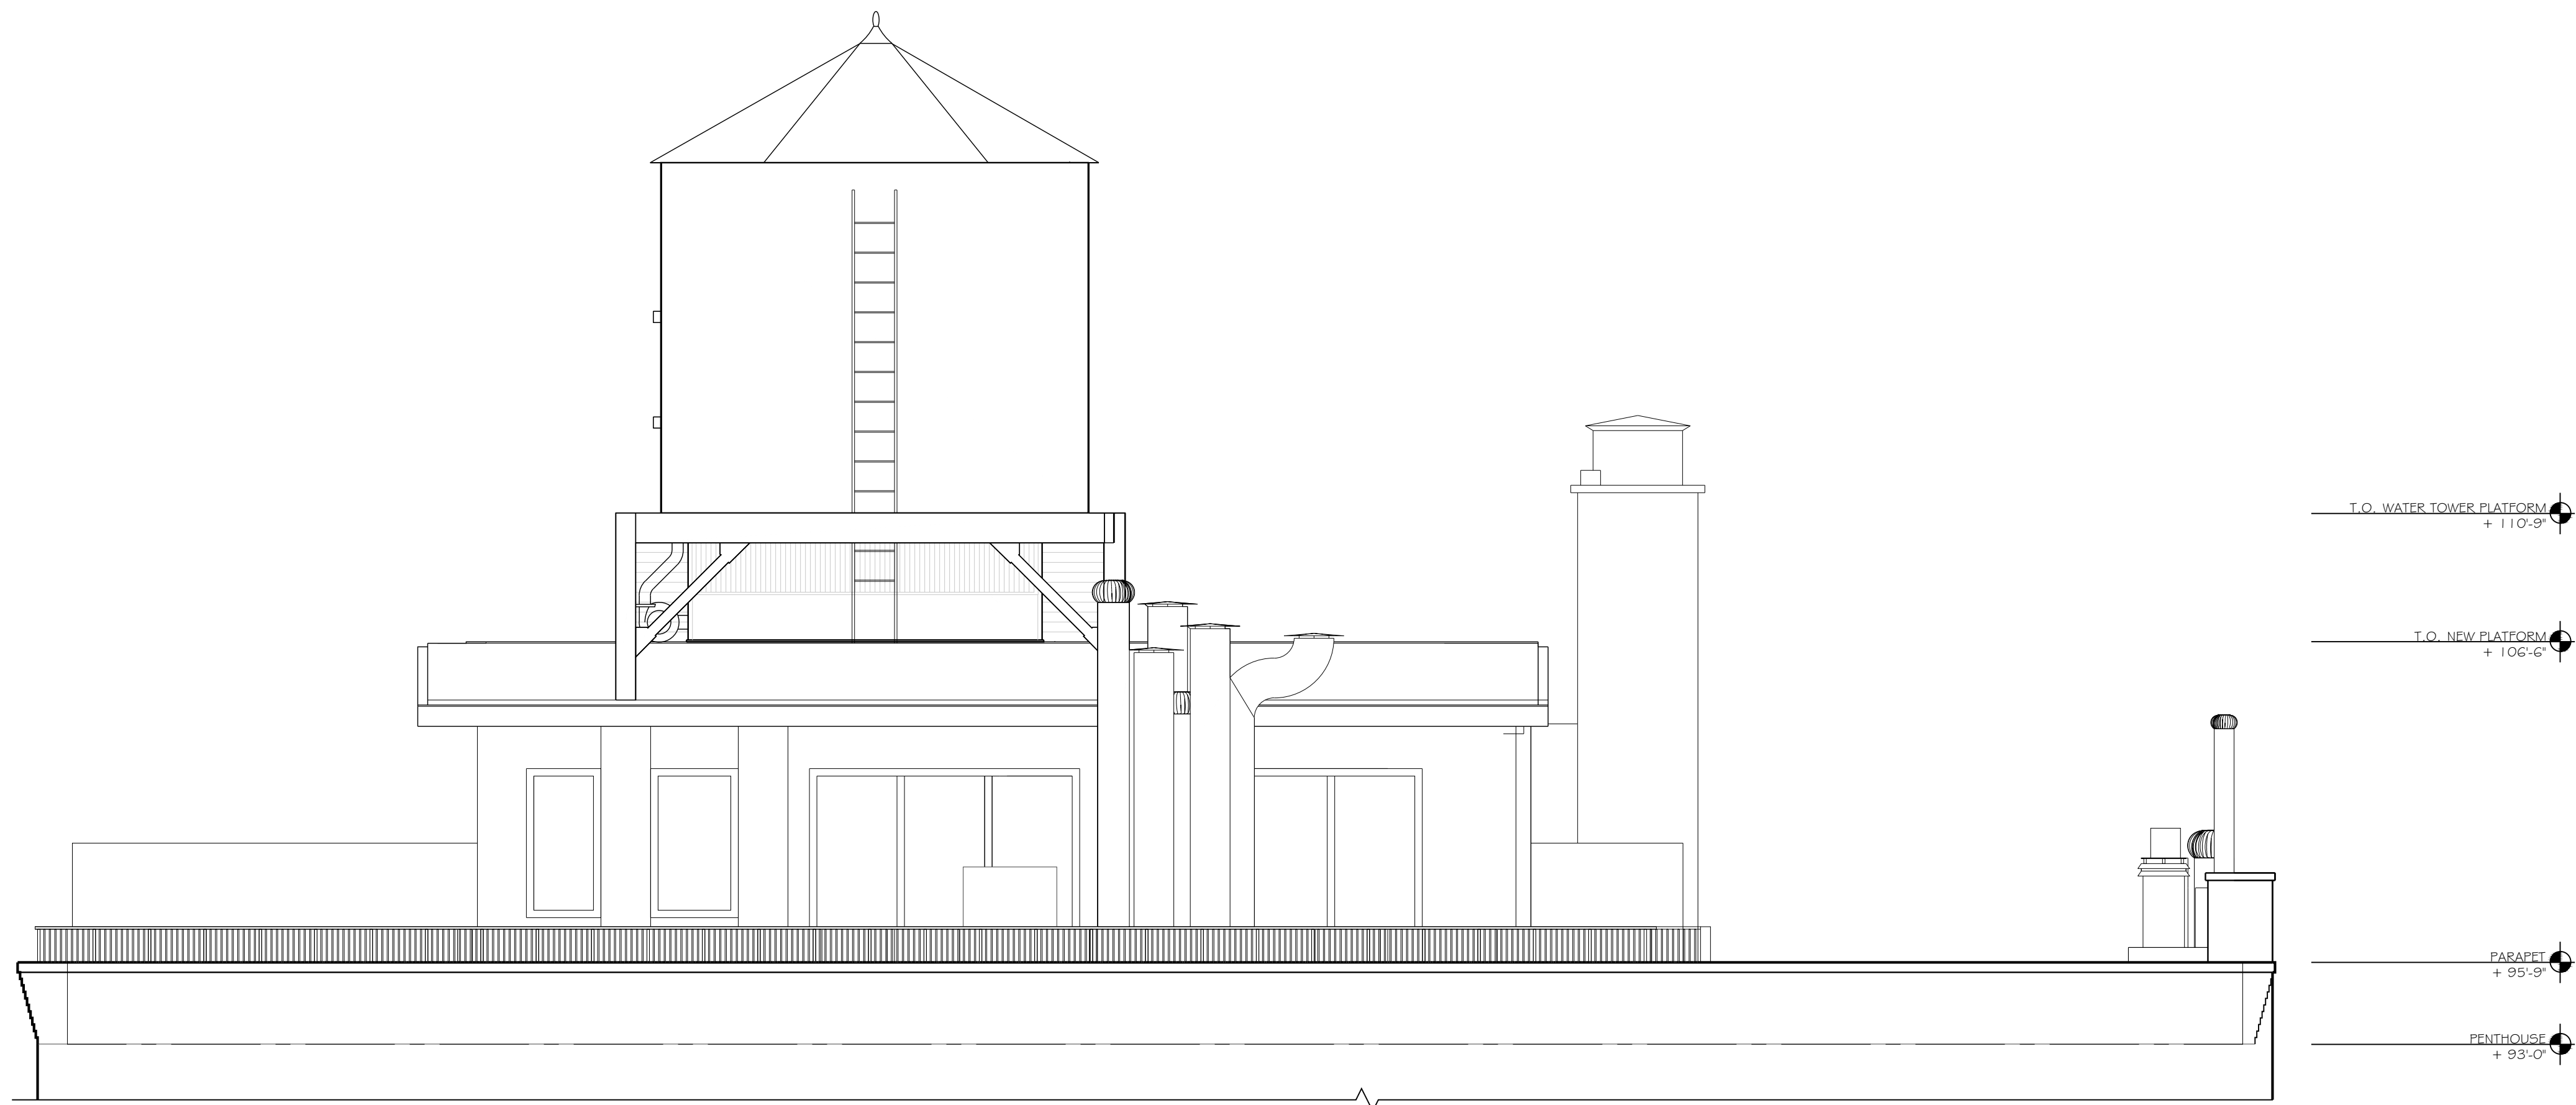 T.O. WATER TOWER PLATFORM
+ 110'-9"
T.O. NEW PLATFORM
+ 106'-6"
PARAPET
+ 95'-9"
PENTHOUSE
+ 93'-0"